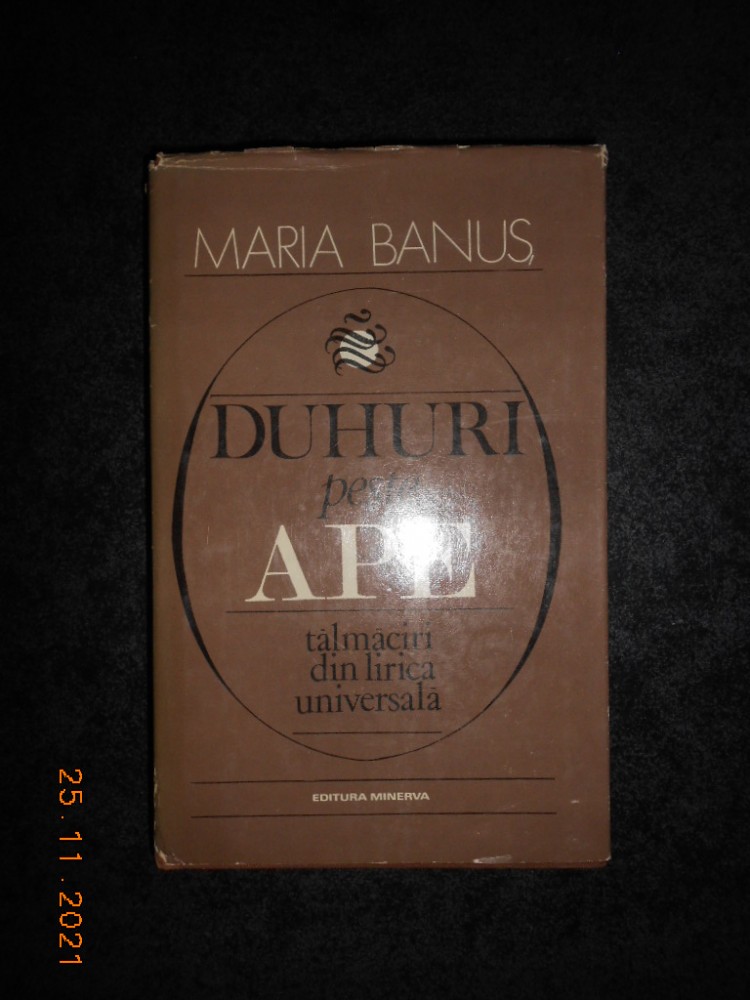 MARIA BANUȘ
DUHURI
peste
APE
tălmăciri
din lirica
universală
EDITURA MINERVA
25.11.2021